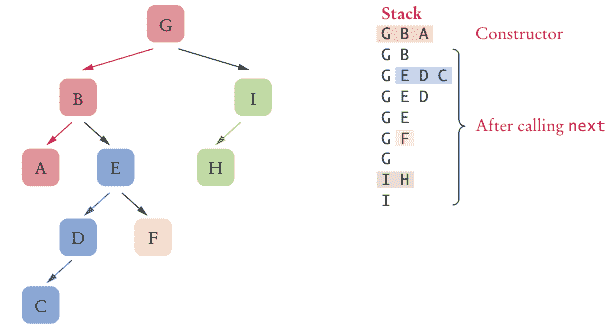 G
B
I
A
E
H
D
F
C
Stack
G B A
Constructor
G B
G E D C
G E D
G E
After calling next
G F
G
I H
I